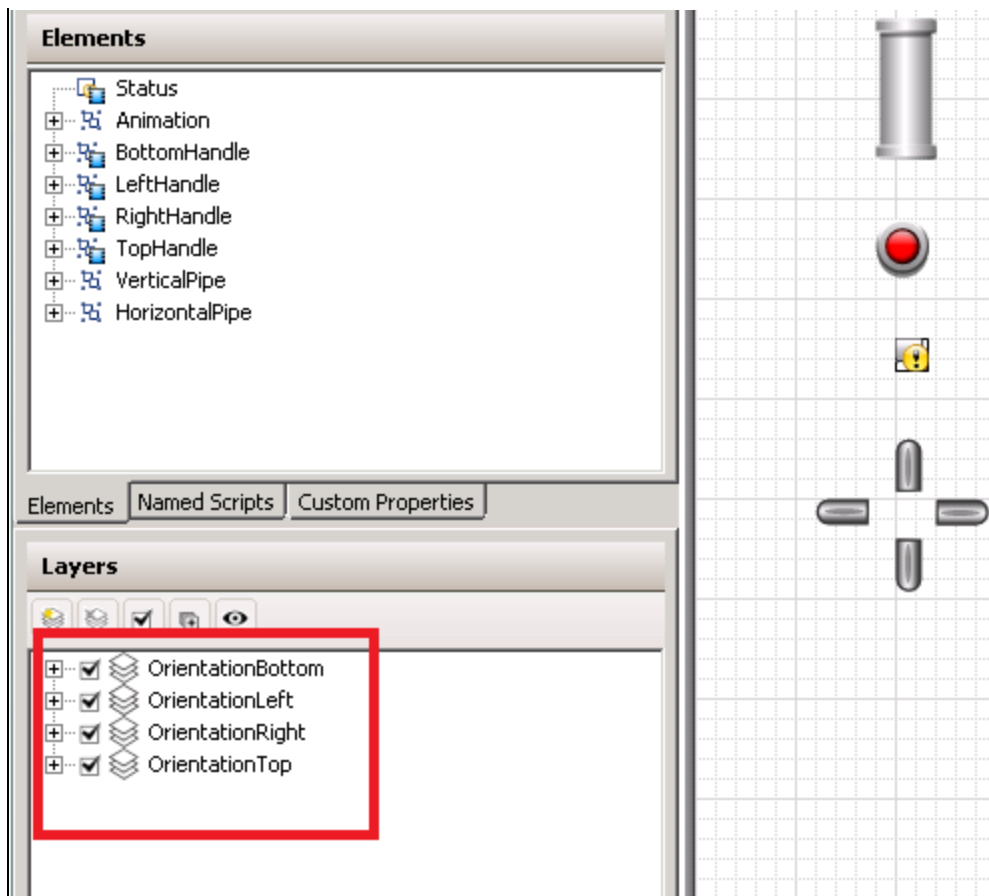 Elements
Status
Animation
BottomHandle
LeftHandle
RightHandle
TopHandle
VerticalPipe
HorizontalPipe
Elements Named Scripts Custom Properties
Layers
OrientationBottom
OrientationLeft
OrientationRight
OrientationTop